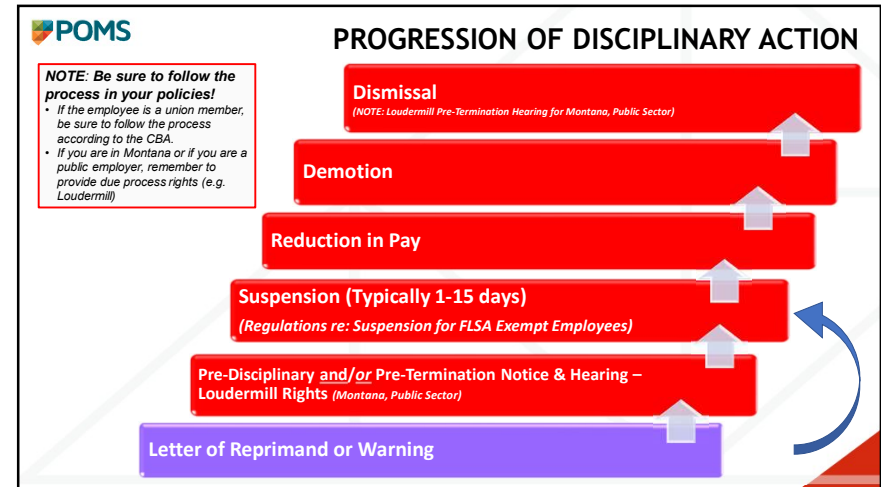 POMS
PROGRESSION OF DISCIPLINARY ACTION
NOTE: Be sure to follow the
process in your policies!
• If the employee is a union member,
be sure to follow the process
according to the CBA.
• If you are in Montana or if you are a
public employer, remember to
provide due process rights (e.g.
Loudermill)
Dismissal
(NOTE: Loudermill Pre-Termination Hearing for Montana, Public Sector)
Demotion
Reduction in Pay
Suspension (Typically 1-15 days)
(Regulations re: Suspension for FLSA Exempt Employees)
Pre-Disciplinary and/or Pre-Termination Notice & Hearing –
Loudermill Rights (Montana, Public Sector)
Letter of Reprimand or Warning